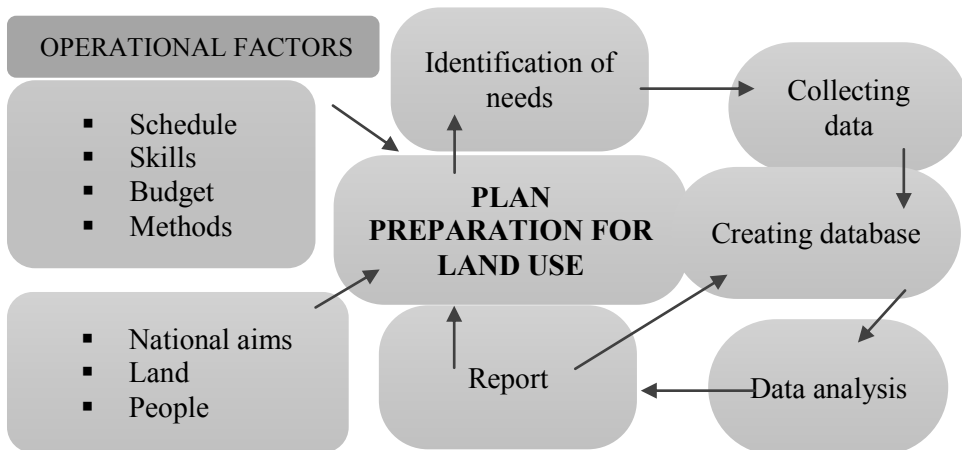 OPERATIONAL FACTORS
▪ Schedule
▪ Skills
▪ Budget
▪ Methods
▪ National aims
▪ Land
▪ People
Identification of
needs
Collecting
data
PLAN
PREPARATION FOR
LAND USE
Creating database
Report
Data analysis